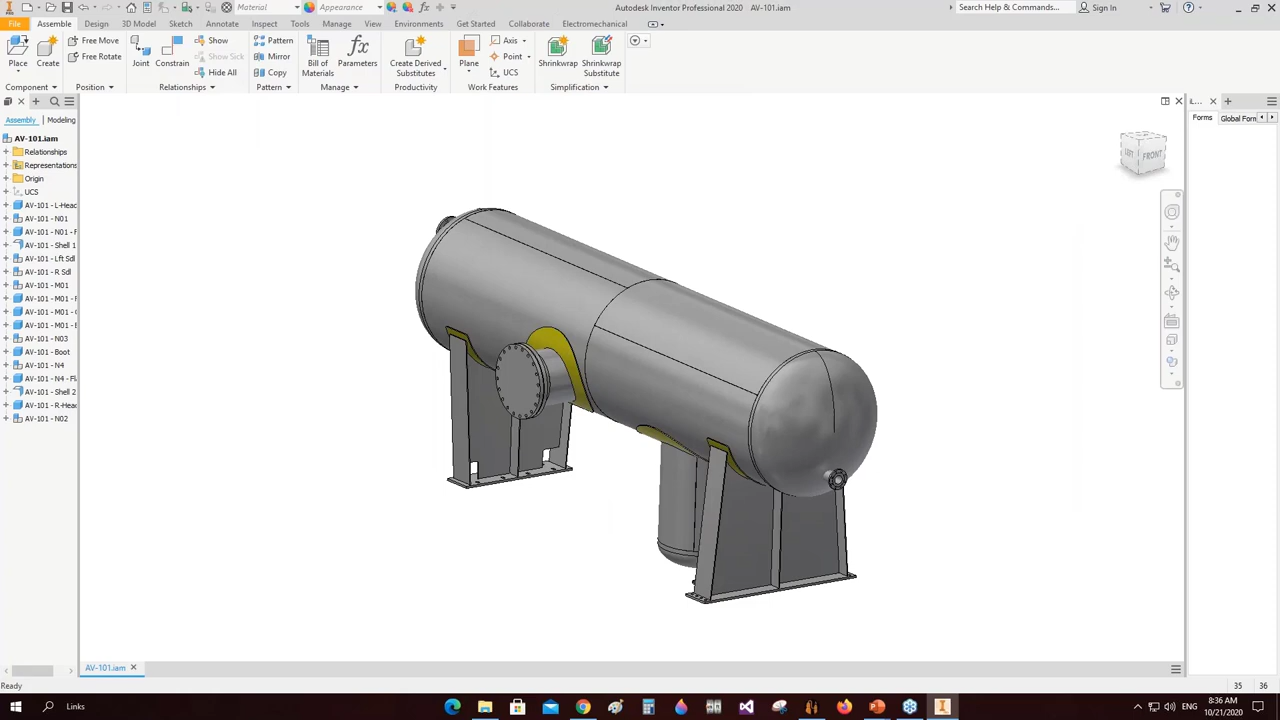 Material
Appearance
fx
Autodesk Inventor Professional 2020 AV-101.iam
Search Help & Commands...
Sign In
File Assemble Design 3D Model Sketch Annotate Inspect Tools Manage View Environments Get Started Collaborate Electromechanical
Place
Create
Free Move
Free Rotate
Joint
Constrain
Show
Show Sick
Hide All
Pattern
Mirror
Copy
Bill of
Materials
fx
Parameters
Create Derived
Substitutes
Plane
Axis
Point
UCS
Shrinkwrap
Shrinkwrap
Substitute
Component Position Relationships Pattern Manage Productivity Work Features Simplification
Assembly Modeling
AV-101.iam
Relationships
Representations
Origin
UCS
AV-101 - L-Head
AV-101 - N01
AV-101 - N01 - F
AV-101 - Shell 1
AV-101 - Lft Sdl
AV-101 - R Sdl
AV-101 - M01
AV-101 - M01 - F
AV-101 - M01 - C
AV-101 - M01 - E
AV-101 - N03
AV-101 - Boot
AV-101 - N4
AV-101 - N4 - Fl
AV-101 - Shell 2
AV-101 - R-Head
AV-101 - N02
LEFT FRONT
L...
Forms Global Forn
AV-101.iam
Ready
35 36
Links
ENG
8:36 AM
10/21/2020